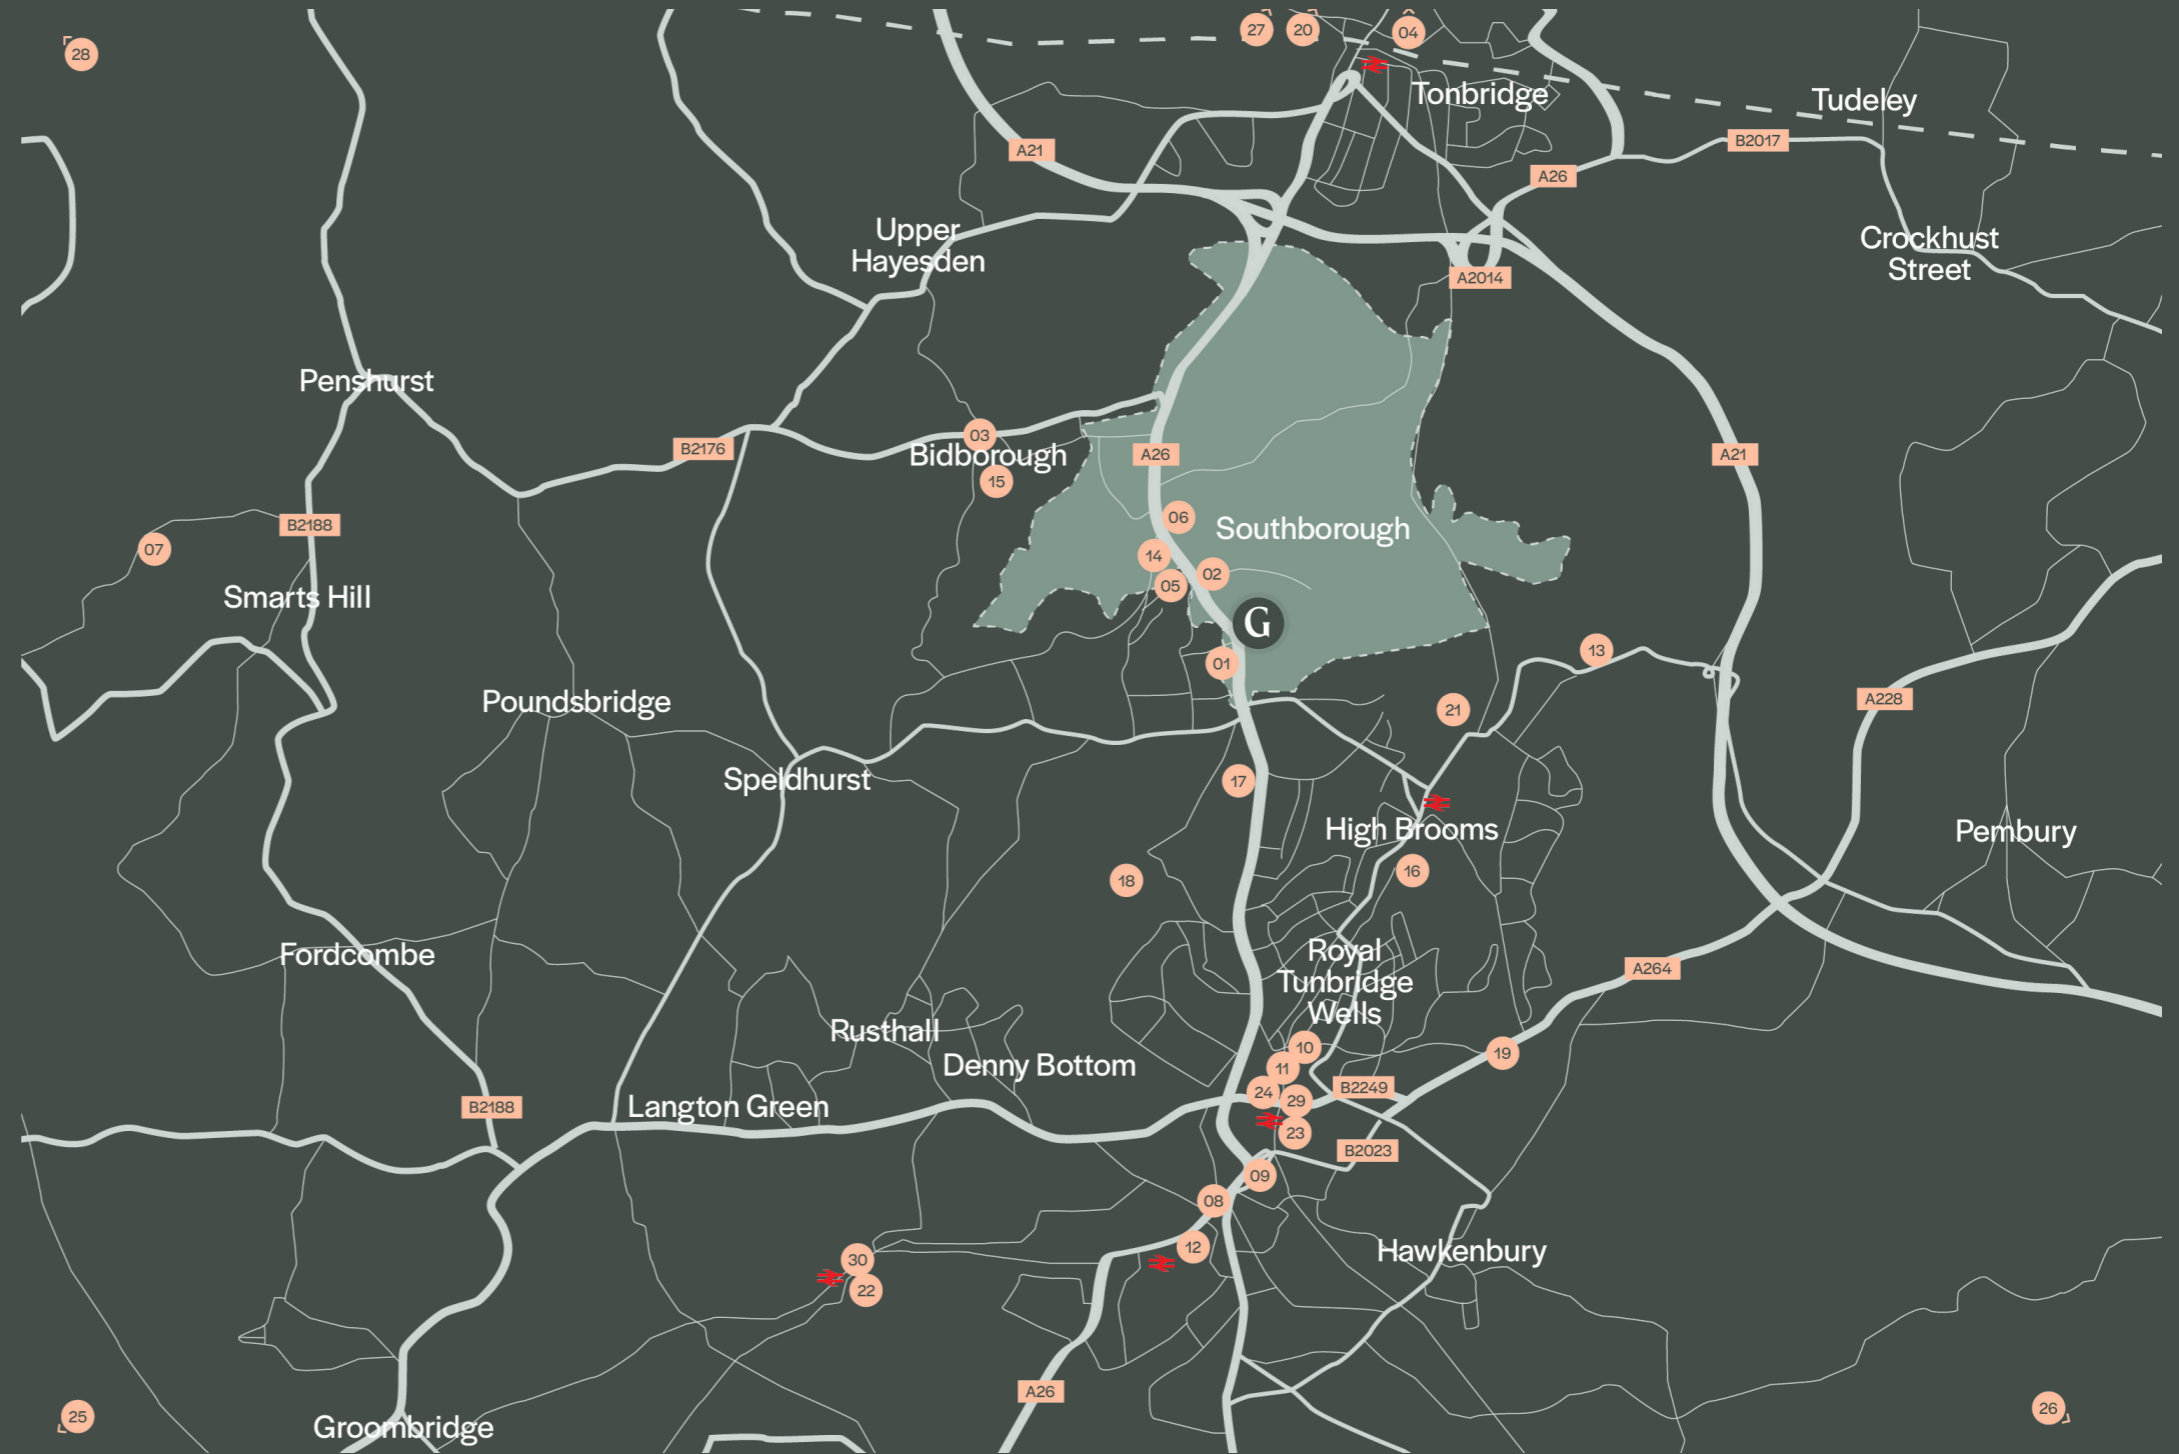 27
20
04
28
Tonbridge
Tudeley
B2017
A21
A26
Upper
Hayesden
Crockhust
Street
A2014
Penshurst
03
B2176
Bidborough
A26
A21
15
06
B2188
Southborough
07
14
02
05
Smarts Hill
G
13
01
Poundsbridge
21
A228
Speldhurst
17
High Brooms
Pembury
18
16
Fordcombe
Royal
Tunbridge
Wells
A264
Rusthall
10
19
Denny Bottom
11
24
29
B2249
B2188
Langton Green
23
B2023
09
08
12
Hawkenbury
30
22
A26
25
26
Groombridge